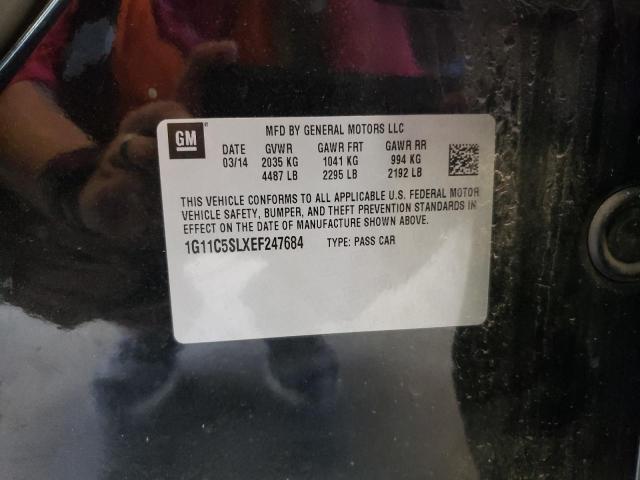 GM
MFD BY GENERAL MOTORS LLC
DATE GVWR GAWR FRT GAWR RR
03/14 2035 KG 1041 KG 994 KG
4487 LB 2295 LB 2192 LB
THIS VEHICLE CONFORMS TO ALL APPLICABLE U.S. FEDERAL MOTOR
VEHICLE SAFETY, BUMPER, AND THEFT PREVENTION STANDARDS IN
EFFECT ON THE DATE OF MANUFACTURE SHOWN ABOVE.
1G11C5SLXEF247684 TYPE: PASS CAR